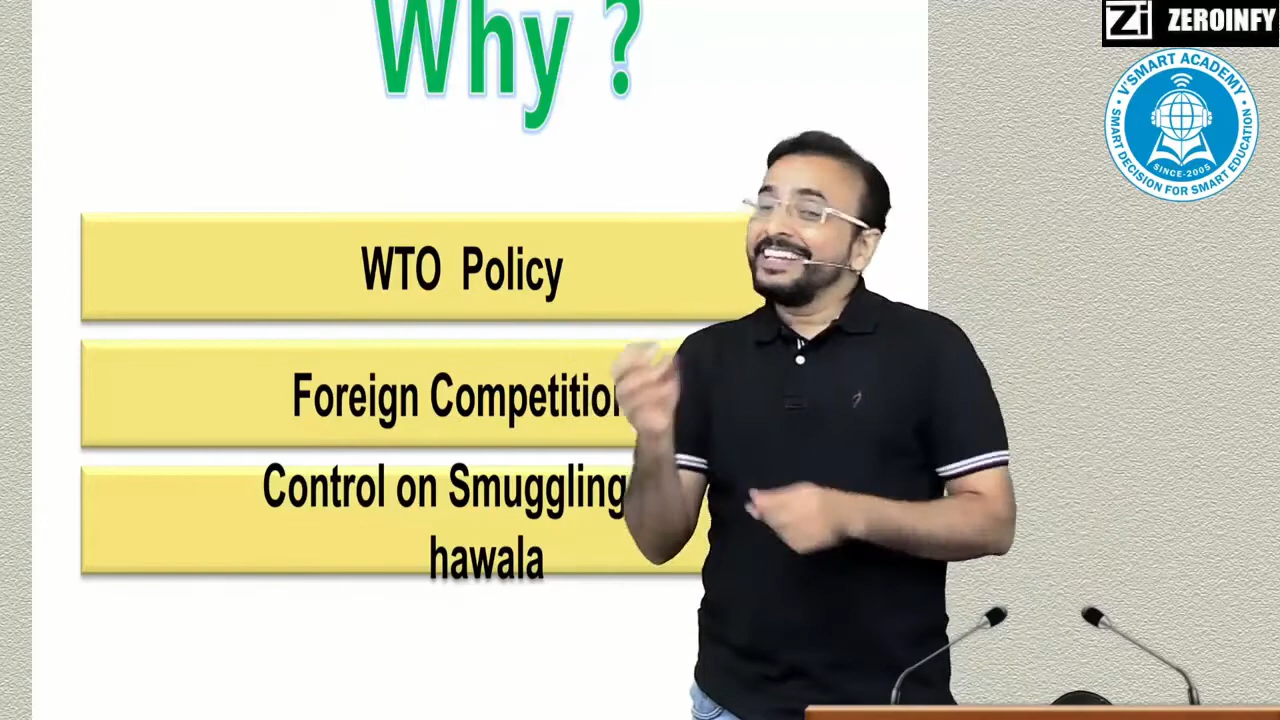 Why ?
Zi ZEROINFY
V'SMART ACADEMY
SMART DECISION FOR SMART EDUCATION
SINCE-2005
WTO Policy
Foreign Competition
Control on Smuggling
hawala